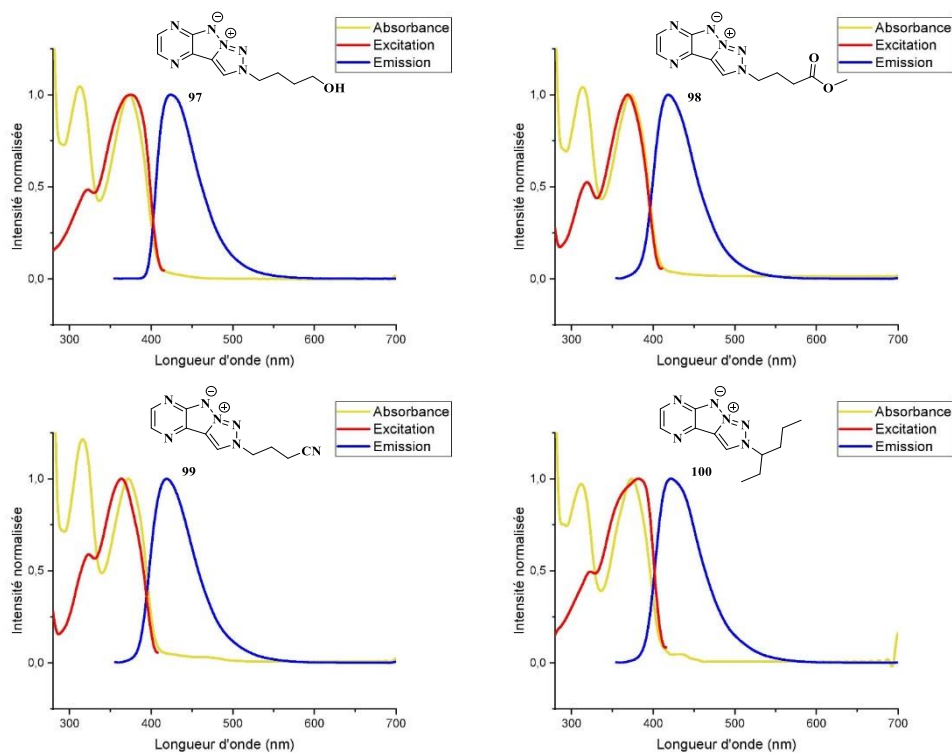 Absorbance
Excitation
Emission
N
N
N
N
N
N
⊖
⊕
OH
97
1,0
0,5
0,0
Intensité normalisée
300 400 500 600 700
Longueur d'onde (nm)
Absorbance
Excitation
Emission
N
N
N
N
N
N
⊖
⊕
O
O
98
1,0
0,5
0,0
Intensité normalisée
300 400 500 600 700
Longueur d'onde (nm)
Absorbance
Excitation
Emission
N
N
N
N
N
N
⊖
⊕
CN
99
1,0
0,5
0,0
Intensité normalisée
300 400 500 600 700
Longueur d'onde (nm)
Absorbance
Excitation
Emission
N
N
N
N
N
N
⊖
⊕
100
1,0
0,5
0,0
Intensité normalisée
300 400 500 600 700
Longueur d'onde (nm)